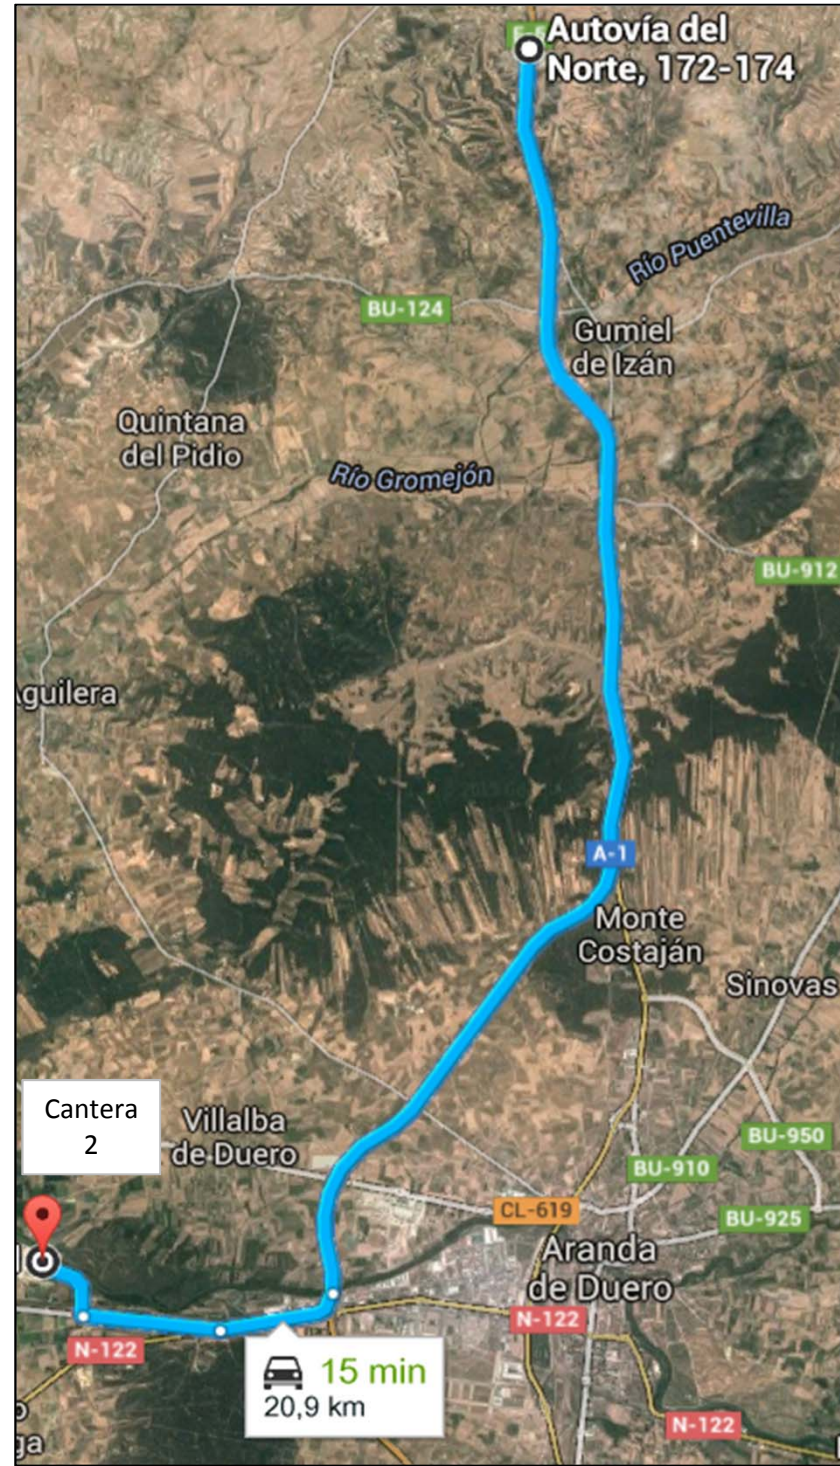 Autovía del
Norte, 172-174
Río Puentevilla
BU-124
Gumiel
de Izán
Quintana
del Pidio
Río Gromejón
BU-912
Aguilera
A-1
Monte
Costaján
Sinovas
Cantera
2
Villalba
de Duero
BU-950
BU-910
CL-619
BU-925
Aranda
de Duero
N-122
N-122
15 min
20,9 km
N-122